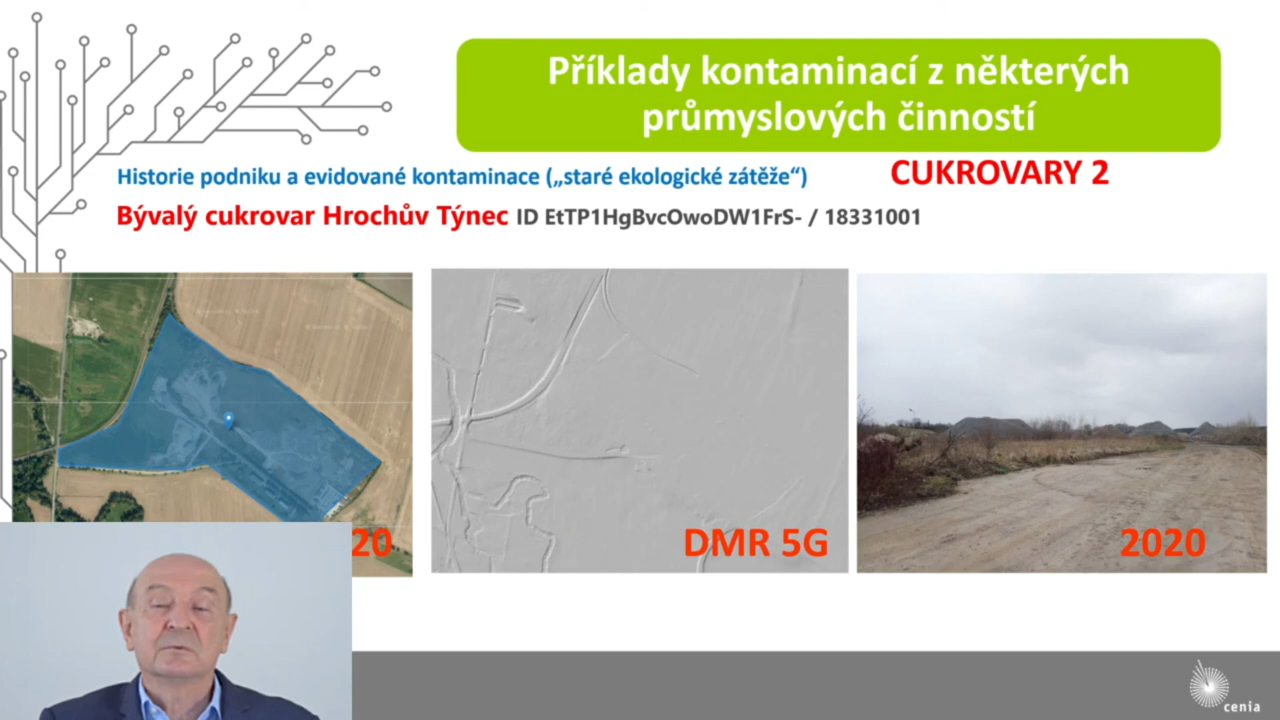 Příklady kontaminací z některých
průmyslových činností
Historie podniku a evidované kontaminace („staré ekologické zátěže“)
CUKROVARY 2
Bývalý cukrovar Hrochův Týnec ID EtTP1HgBvcOwoDW1FrS- / 18331001
20
DMR 5G
2020
cenia